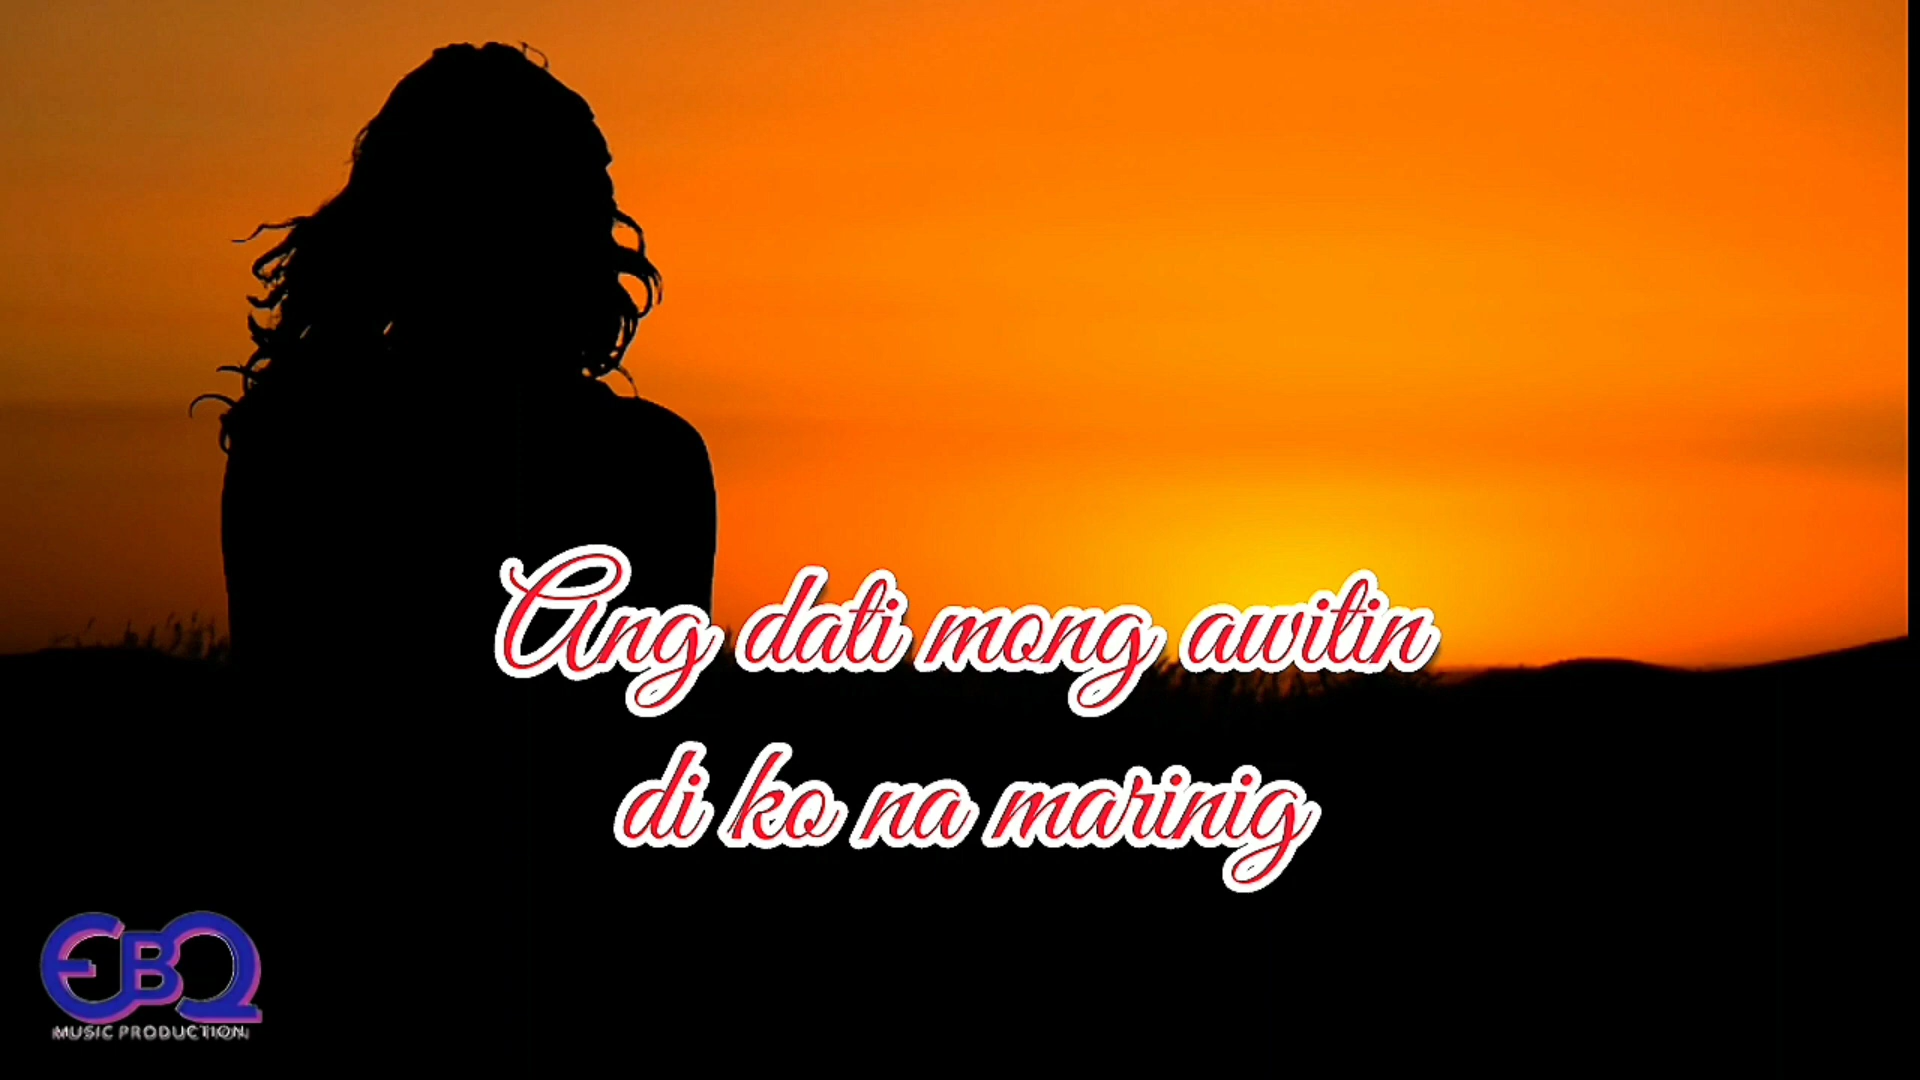 Ang dati mong awitin
di ko na marinig
EBQ
MUSIC PRODUCTION